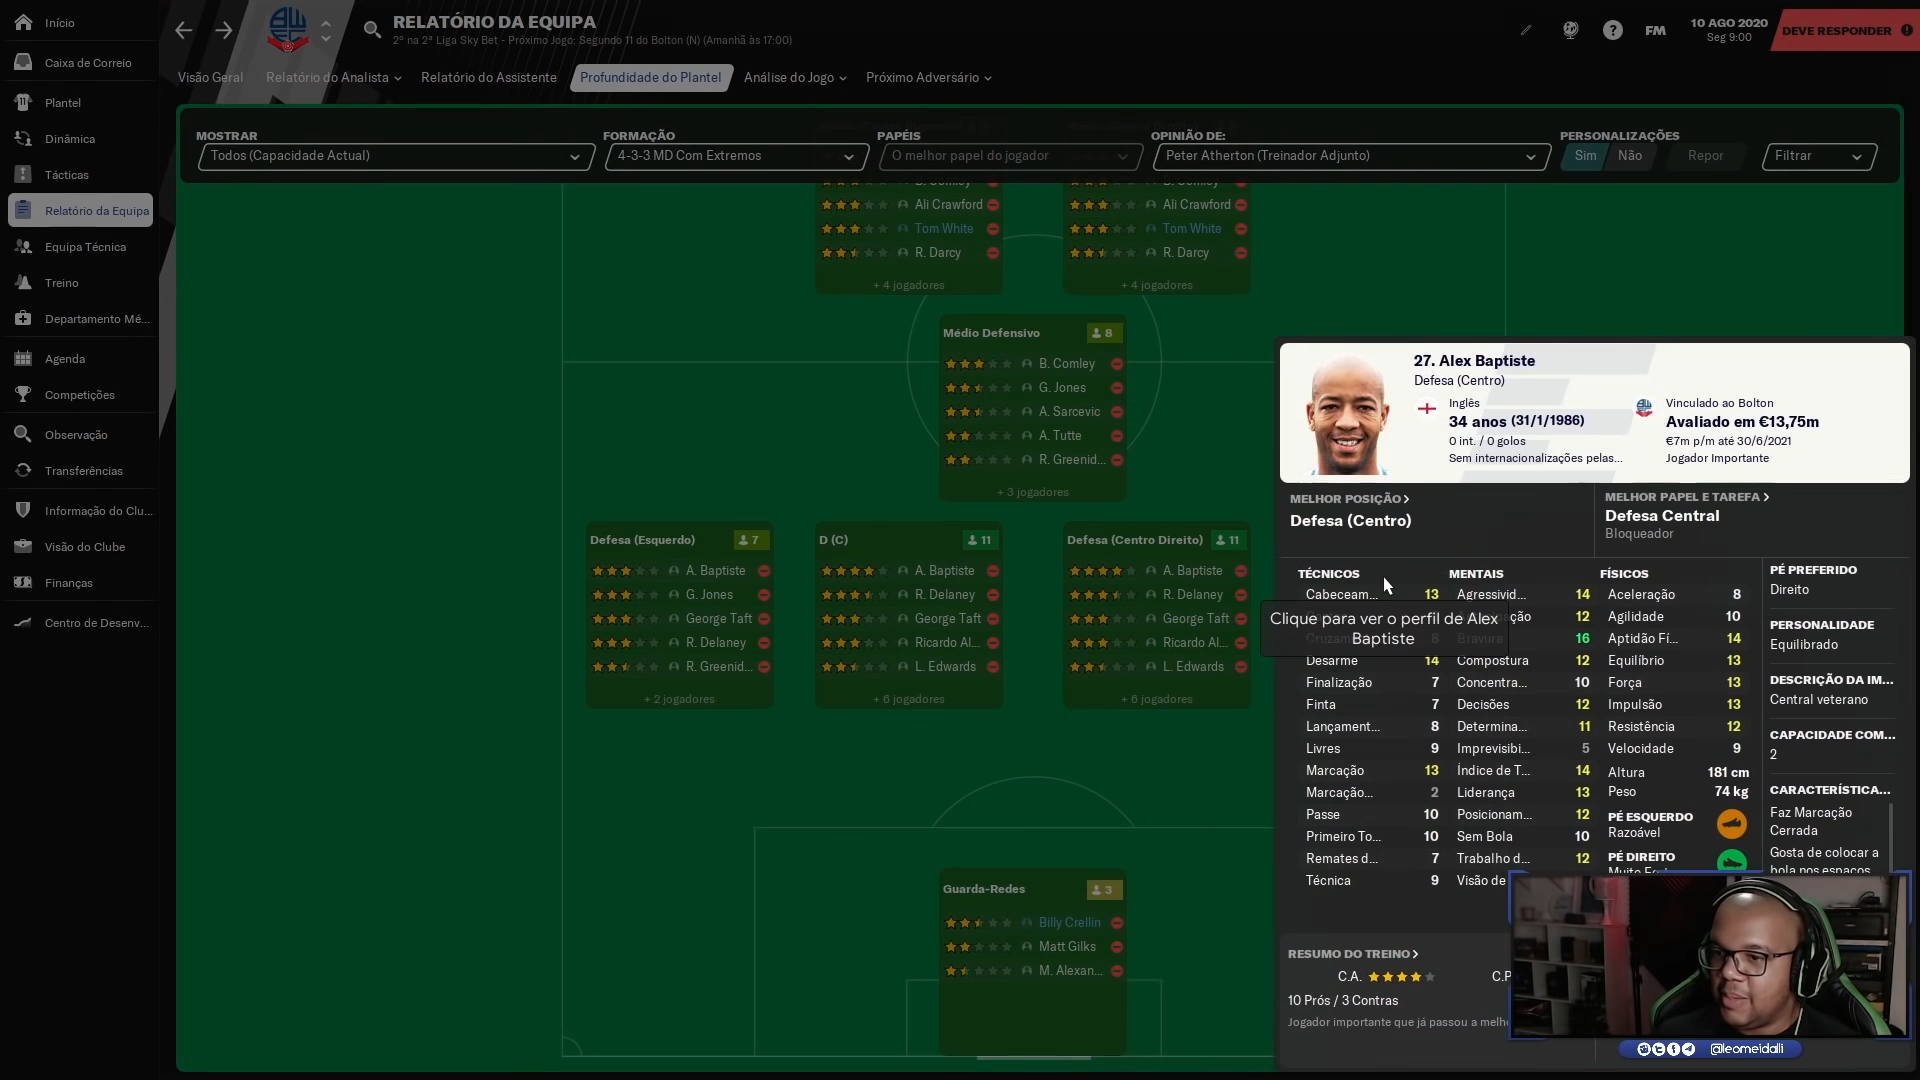 Início
Caixa de Correio
Plantel
Dinâmica
Tácticas
Relatório da Equipa
Equipa Técnica
Treino
Departamento Mé...
Agenda
Competições
Observação
Transferências
Informação do Clu...
Visão do Clube
Finanças
Centro de Desenv...
RELATÓRIO DA EQUIPA
2º na 2ª Liga Sky Bet - Próximo Jogo: Segundo 11 do Bolton (N) (Amanhã às 17:00)
FM
10 AGO 2020
Seg 9:00
DEVE RESPONDER
Visão Geral
Relatório do Analista
Relatório do Assistente
Profundidade do Plantel
Análise do Jogo
Próximo Adversário
MOSTRAR
Todos (Capacidade Actual)
FORMAÇÃO
4-3-3 MD Com Extremos
PAPÉIS
O melhor papel do jogador
OPINIÃO DE:
Peter Atherton (Treinador Adjunto)
PERSONALIZAÇÕES
Sim
Não
Repor
Filtrar
B. Comley
Ali Crawford
Tom White
R. Darcy
+ 4 jogadores
B. Comley
Ali Crawford
Tom White
R. Darcy
+ 4 jogadores
Médio Defensivo 8
B. Comley
G. Jones
A. Sarcevic
A. Tutte
R. Greenid...
+ 3 jogadores
Defesa (Esquerdo) 7
A. Baptiste
G. Jones
George Taft
R. Delaney
R. Greenid...
+ 2 jogadores
D (C) 11
A. Baptiste
R. Delaney
George Taft
Ricardo Al...
L. Edwards
+ 6 jogadores
Defesa (Centro Direito) 11
A. Baptiste
R. Delaney
George Taft
Ricardo Al...
L. Edwards
+ 6 jogadores
Guarda-Redes 3
Billy Crellin
Matt Gilks
M. Alexan...
27. Alex Baptiste
Defesa (Centro)
Inglês
34 anos (31/1/1986)
0 int. / 0 golos
Sem internacionalizações pelas...
Vinculado ao Bolton
Avaliado em €13,75m
€7m p/m até 30/6/2021
Jogador Importante
MELHOR POSIÇÃO
Defesa (Centro)
MELHOR PAPEL E TAREFA
Defesa Central
Bloqueador
TÉCNICOS
Cabeceam... 13
Clique para ver o perfil de Alex
Baptiste
Desarme 14
Finalização 7
Finta 7
Lançament... 8
Livres 9
Marcação 13
Marcação... 2
Passe 10
Primeiro To... 10
Remates d... 7
Técnica 9
MENTAIS
Agressivid... 14
12
Bravura 16
Compostura 12
Concentra... 10
Decisões 12
Determina... 11
Imprevisibi... 5
Índice de T... 14
Liderança 13
Posicionam... 12
Sem Bola 10
Trabalho d... 12
Visão de
FÍSICOS
Aceleração 8
Agilidade 10
Aptidão Fí... 14
Equilíbrio 13
Força 13
Impulsão 13
Resistência 12
Velocidade 9
Altura 181 cm
Peso 74 kg
PÉ ESQUERDO
Razoável
PÉ DIREITO
PÉ PREFERIDO
Direito
PERSONALIDADE
Equilibrado
DESCRIÇÃO DA IM...
Central veterano
CAPACIDADE COM...
2
CARACTERÍSTICA...
Faz Marcação
Cerrada
Gosta de colocar a
bola nos espaços
RESUMO DO TREINO
C.A.
C.P
10 Prós / 3 Contras
Jogador importante que já passou a melh
@leomeidalli